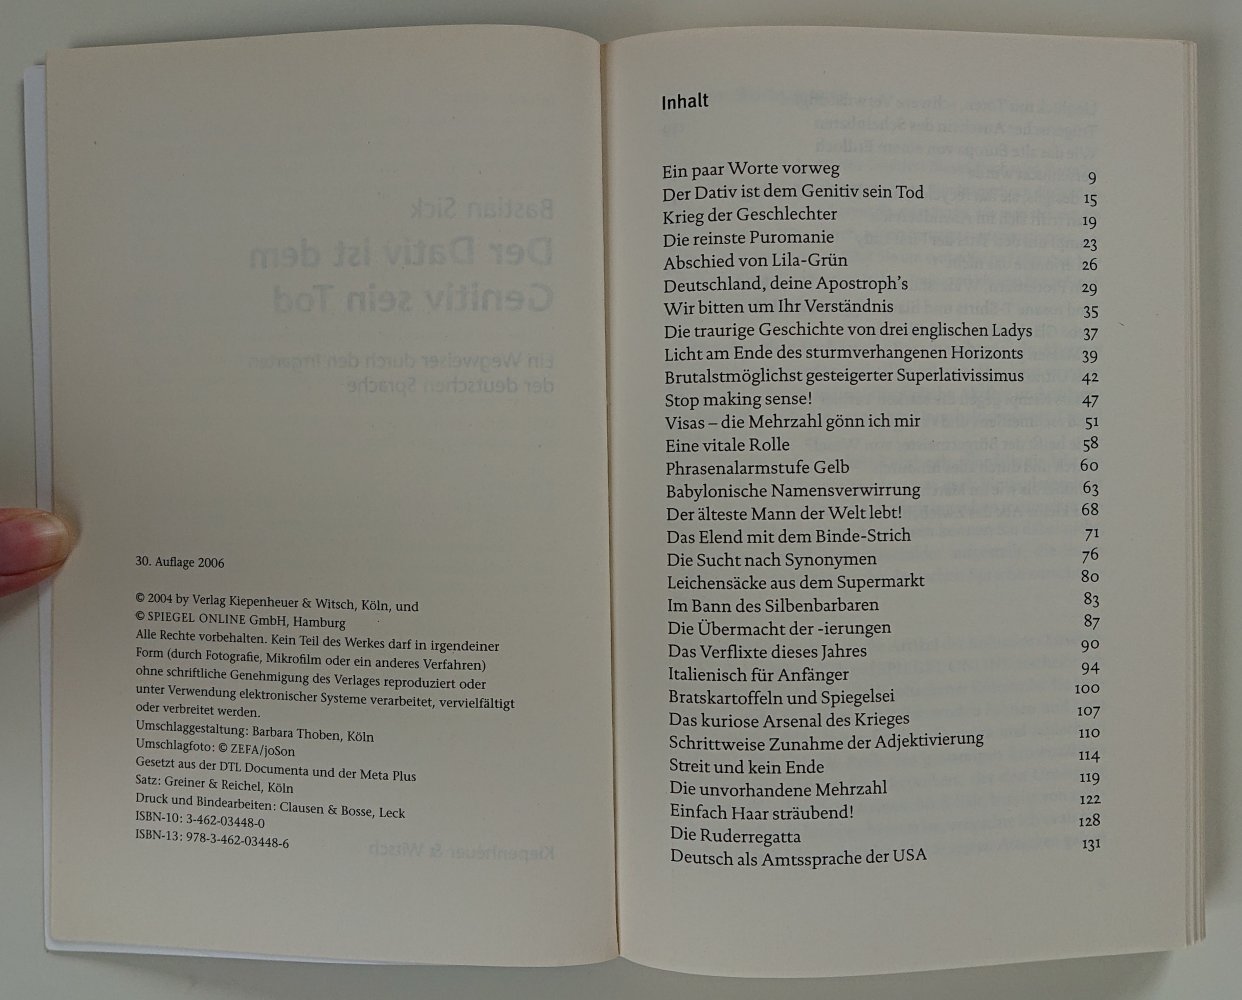 30. Auflage 2006
© 2004 by Verlag Kiepenheuer & Witsch, Köln, und
© SPIEGEL ONLINE GmbH, Hamburg
Alle Rechte vorbehalten. Kein Teil des Werkes darf in irgendeiner
Form (durch Fotografie, Mikrofilm oder ein anderes Verfahren)
ohne schriftliche Genehmigung des Verlages reproduziert oder
unter Verwendung elektronischer Systeme verarbeitet, vervielfältigt
oder verbreitet werden.
Umschlaggestaltung: Barbara Thoben, Köln
Umschlagfoto: © ZEFA/joSon
Gesetzt aus der DTL Documenta und der Meta Plus
Satz: Greiner & Reichel, Köln
Druck und Bindearbeiten: Clausen & Bosse, Leck
ISBN-10: 3-462-03448-0
ISBN-13: 978-3-462-03448-6
Inhalt
Ein paar Worte vorweg 9
Der Dativ ist dem Genitiv sein Tod 15
Krieg der Geschlechter 19
Die reinste Puromanie 23
Abschied von Lila-Grün 26
Deutschland, deine Apostroph's 29
Wir bitten um Ihr Verständnis 35
Die traurige Geschichte von drei englischen Ladys 37
Licht am Ende des sturmverhangenen Horizonts 39
Brutalstmöglichst gesteigerter Superlativissimus 42
Stop making sense! 47
Visas – die Mehrzahl gönn ich mir 51
Eine vitale Rolle 58
Phrasenalarmstufe Gelb 60
Babylonische Namensverwirrung 63
Der älteste Mann der Welt lebt! 68
Das Elend mit dem Binde-Strich 71
Die Sucht nach Synonymen 76
Leichensäcke aus dem Supermarkt 80
Im Bann des Silbenbarbaren 83
Die Übermacht der -ierungen 87
Das Verflixte dieses Jahres 90
Italienisch für Anfänger 94
Bratskartoffeln und Spiegelsei 100
Das kuriose Arsenal des Krieges 107
Schrittweise Zunahme der Adjektivierung 110
Streit und kein Ende 114
Die unvorhandene Mehrzahl 119
Einfach Haar sträubend! 122
Die Ruderregatta 128
Deutsch als Amtssprache der USA 131